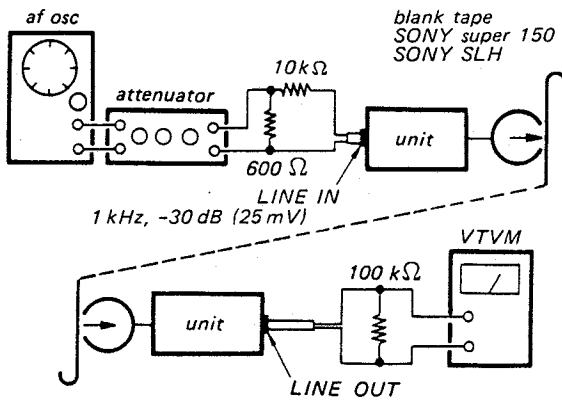 af osc
blank tape
SONY super 150
SONY SLH
attenuator
10kΩ
600 Ω
unit
LINE IN
1 kHz, -30 dB (25 mV)
VTVM
100 kΩ
unit
LINE OUT